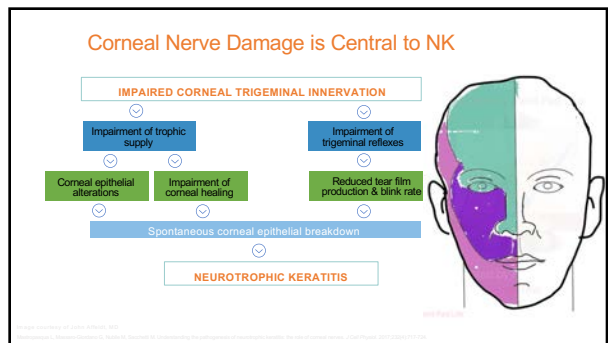 Corneal Nerve Damage is Central to NK
IMPAIRED CORNEAL TRIGEMINAL INNERVATION
Impairment of trophic
supply
Impairment of
trigeminal reflexes
Corneal epithelial
alterations
Impairment of
corneal healing
Reduced tear film
production & blink rate
Spontaneous corneal epithelial breakdown
NEUROTROPHIC KERATITIS